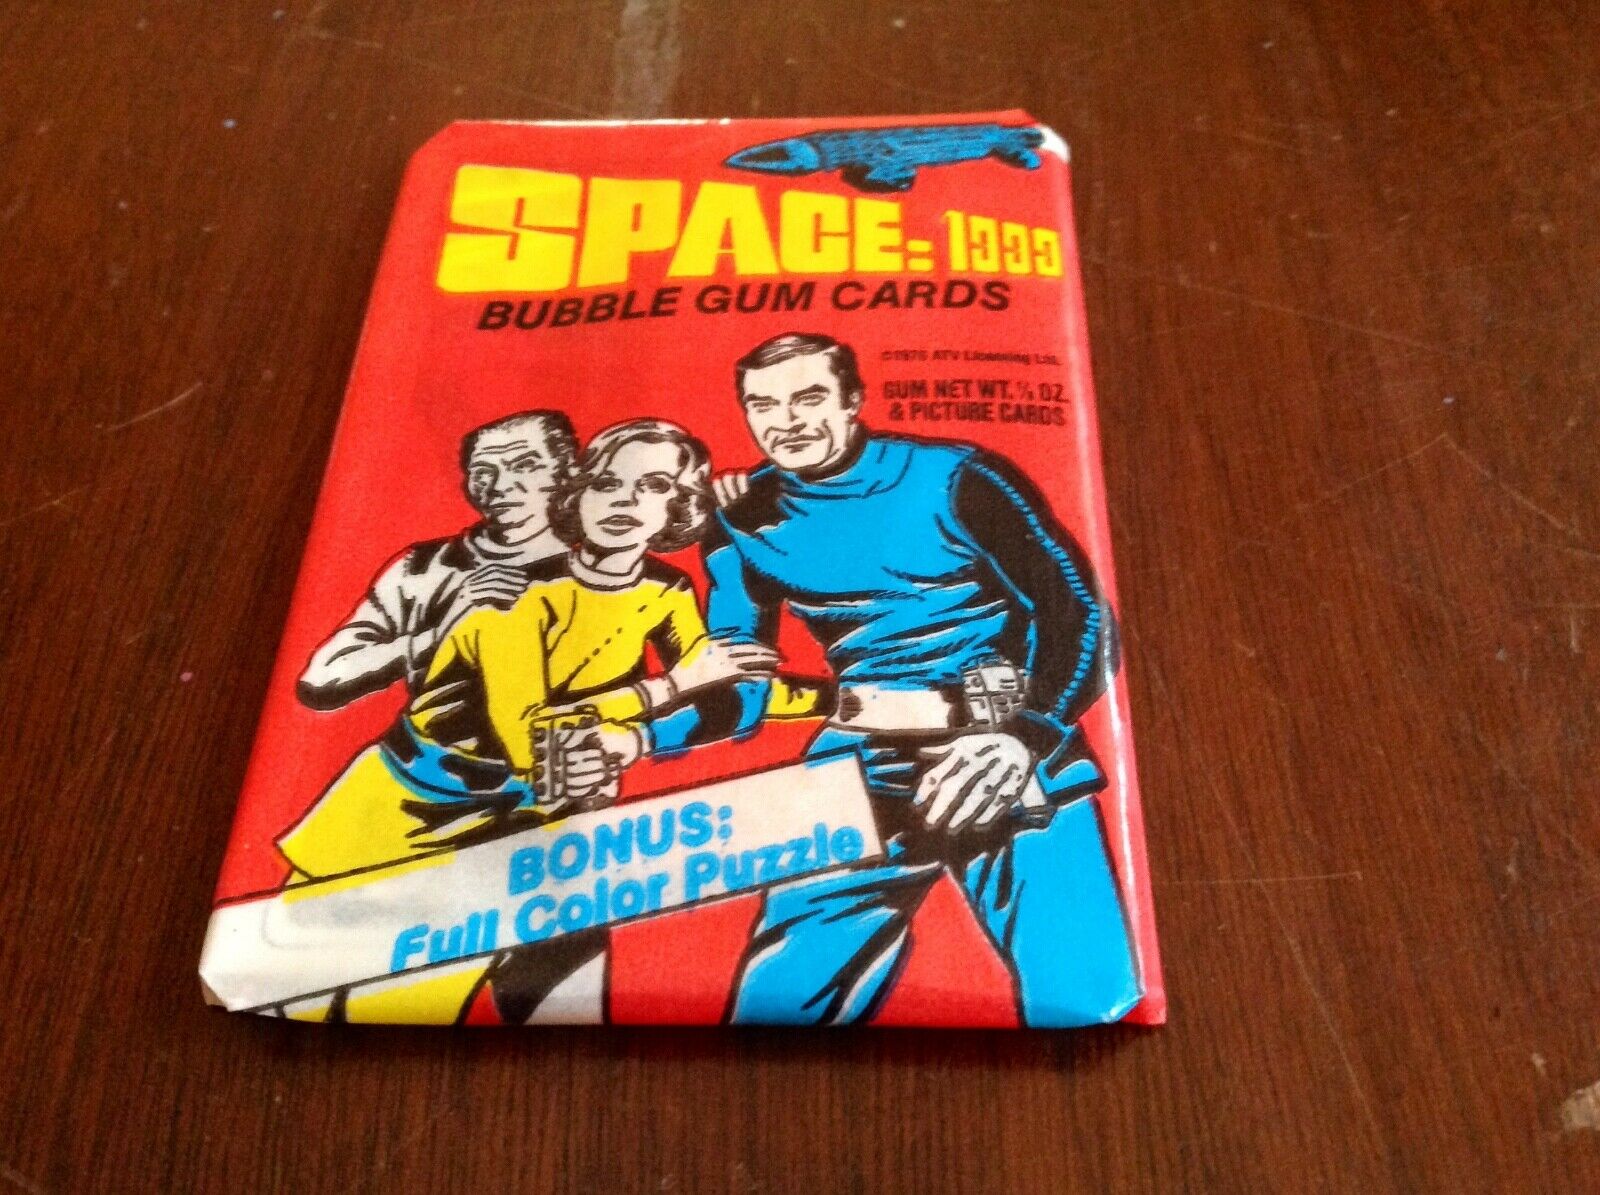 SPACE: 1999
BUBBLE GUM CARDS
©1976 ATV Licensing Ltd.
GUM NET WT. ⅛ OZ.
& PICTURE CARDS
BONUS:
Full Color Puzzle